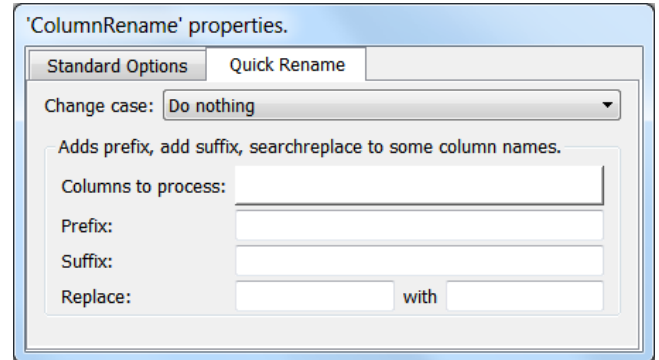 'ColumnRename' properties.
Standard Options Quick Rename
Change case: Do nothing
Adds prefix, add suffix, searchreplace to some column names.
Columns to process:
Prefix:
Suffix:
Replace: with